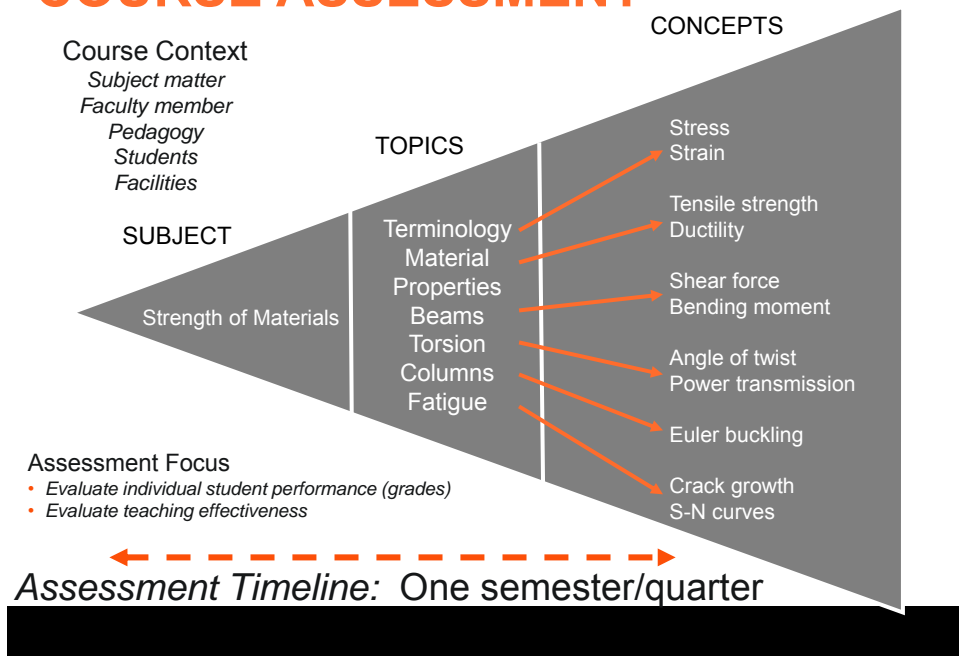 COURSE ASSESSMENT
CONCEPTS
Course Context
Subject matter
Faculty member
Pedagogy
Students
Facilities
TOPICS
SUBJECT
Strength of Materials
Terminology
Material
Properties
Beams
Torsion
Columns
Fatigue
Stress
Strain
Tensile strength
Ductility
Shear force
Bending moment
Angle of twist
Power transmission
Euler buckling
Crack growth
S-N curves
Assessment Focus
• Evaluate individual student performance (grades)
• Evaluate teaching effectiveness
Assessment Timeline: One semester/quarter